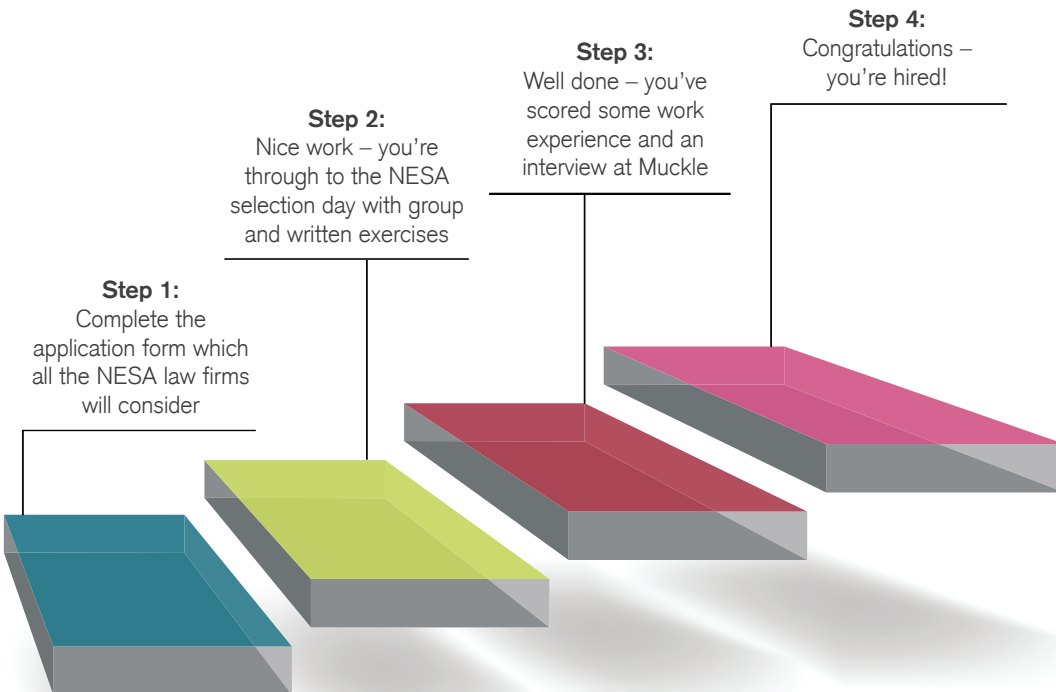 Step 1:
Complete the
application form which
all the NESA law firms
will consider
Step 2:
Nice work – you're
through to the NESA
selection day with group
and written exercises
Step 3:
Well done – you've
scored some work
experience and an
interview at Muckle
Step 4:
Congratulations –
you're hired!